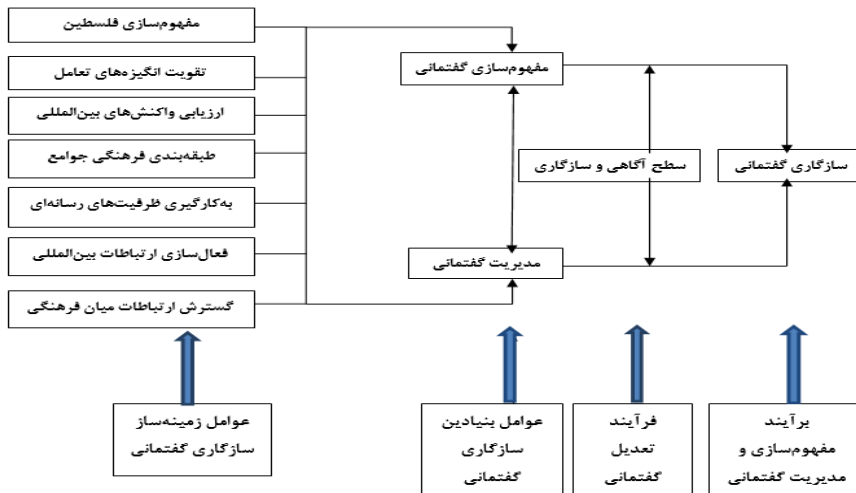 مفهوم‌سازی فلسطین
تقویت انگیزه‌های تعامل
ارزیابی واکنش‌های بین‌المللی
طبقه‌بندی فرهنگی جوامع
به‌کارگیری ظرفیت‌های رسانه‌ای
فعال‌سازی ارتباطات بین‌المللی
گسترش ارتباطات میان فرهنگی
مفهوم‌سازی گفتمانی
مدیریت گفتمانی
سطح آگاهی و سازگاری
سازگاری گفتمانی
عوامل زمینه‌ساز
سازگاری گفتمانی
عوامل بنیادین
سازگاری
گفتمانی
فرآیند
تعدیل
گفتمانی
برآیند
مفهوم‌سازی و
مدیریت گفتمانی